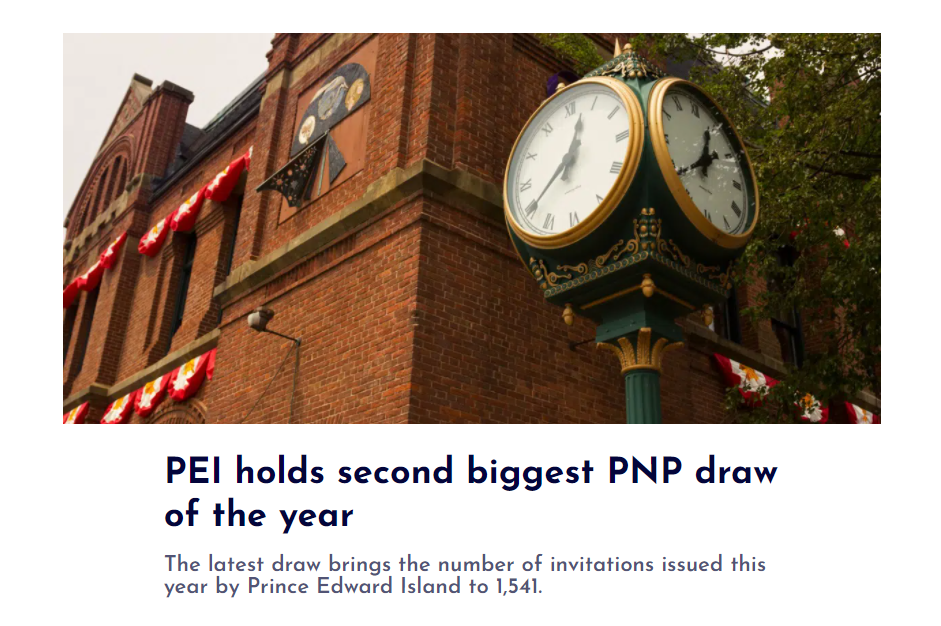 PEI holds second biggest PNP draw
of the year
The latest draw brings the number of invitations issued this
year by Prince Edward Island to 1,541.